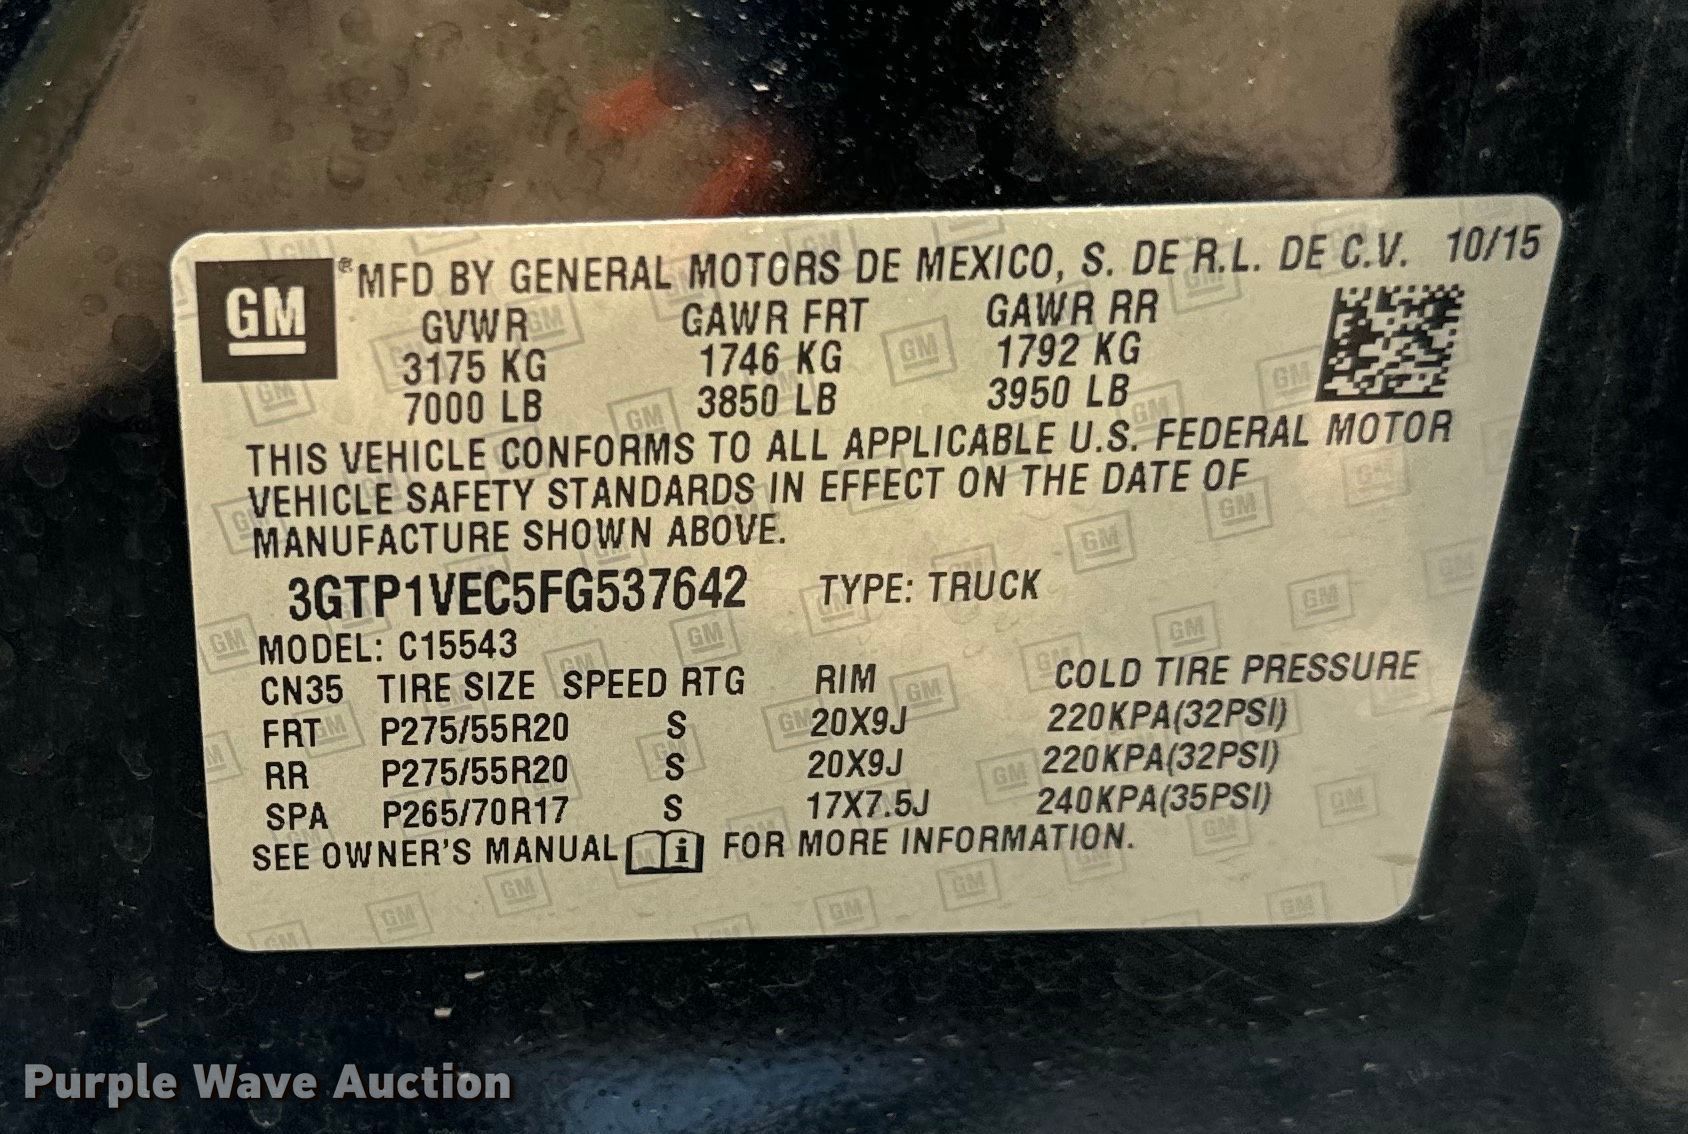 GM ® MFD BY GENERAL MOTORS DE MEXICO, S. DE R.L. DE C.V. 10/15
GVWR GAWR FRT GAWR RR
3175 KG 1746 KG 1792 KG
7000 LB 3850 LB 3950 LB
THIS VEHICLE CONFORMS TO ALL APPLICABLE U.S. FEDERAL MOTOR
VEHICLE SAFETY STANDARDS IN EFFECT ON THE DATE OF
MANUFACTURE SHOWN ABOVE.
3GTP1VEC5FG537642 TYPE: TRUCK
MODEL: C15543
CN35 TIRE SIZE SPEED RTG RIM COLD TIRE PRESSURE
FRT P275/55R20 S 20X9J 220KPA(32PSI)
RR P275/55R20 S 20X9J 220KPA(32PSI)
SPA P265/70R17 S 17X7.5J 240KPA(35PSI)
SEE OWNER'S MANUAL i FOR MORE INFORMATION.
Purple Wave Auction